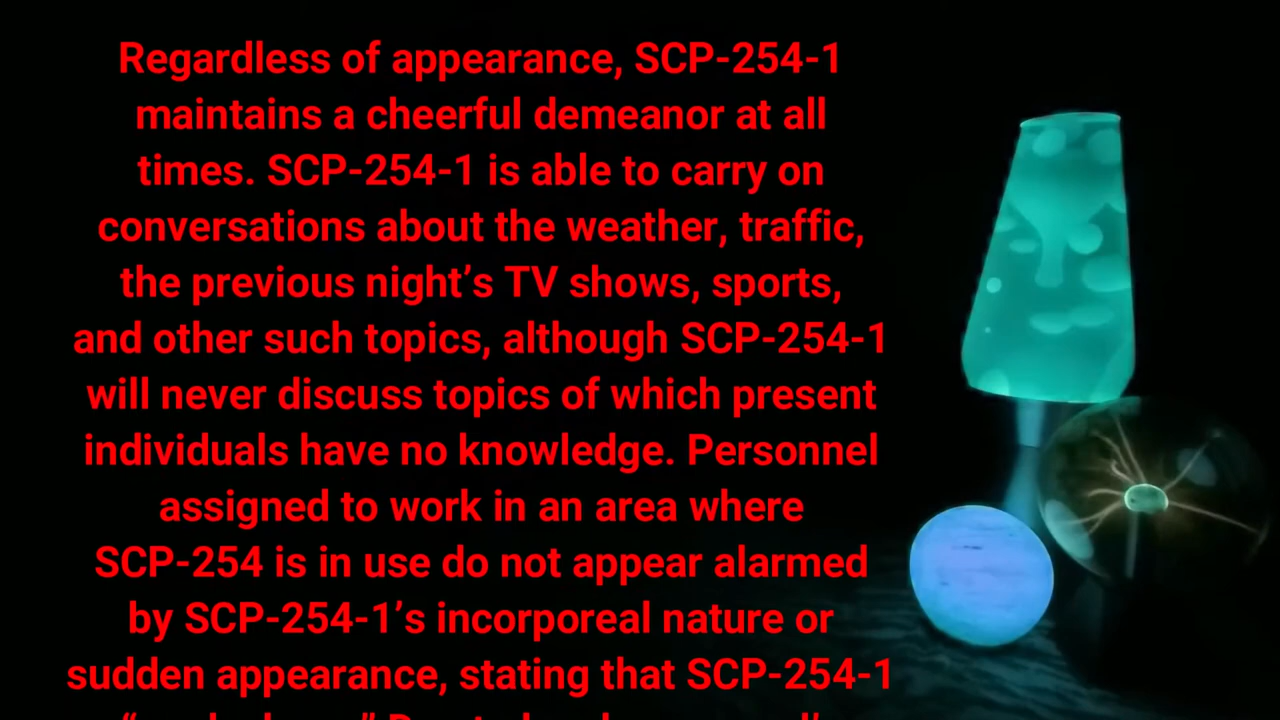 Regardless of appearance, SCP-254-1
maintains a cheerful demeanor at all
times. SCP-254-1 is able to carry on
conversations about the weather, traffic,
the previous night’s TV shows, sports,
and other such topics, although SCP-254-1
will never discuss topics of which present
individuals have no knowledge. Personnel
assigned to work in an area where
SCP-254 is in use do not appear alarmed
by SCP-254-1’s incorporeal nature or
sudden appearance, stating that SCP-254-1